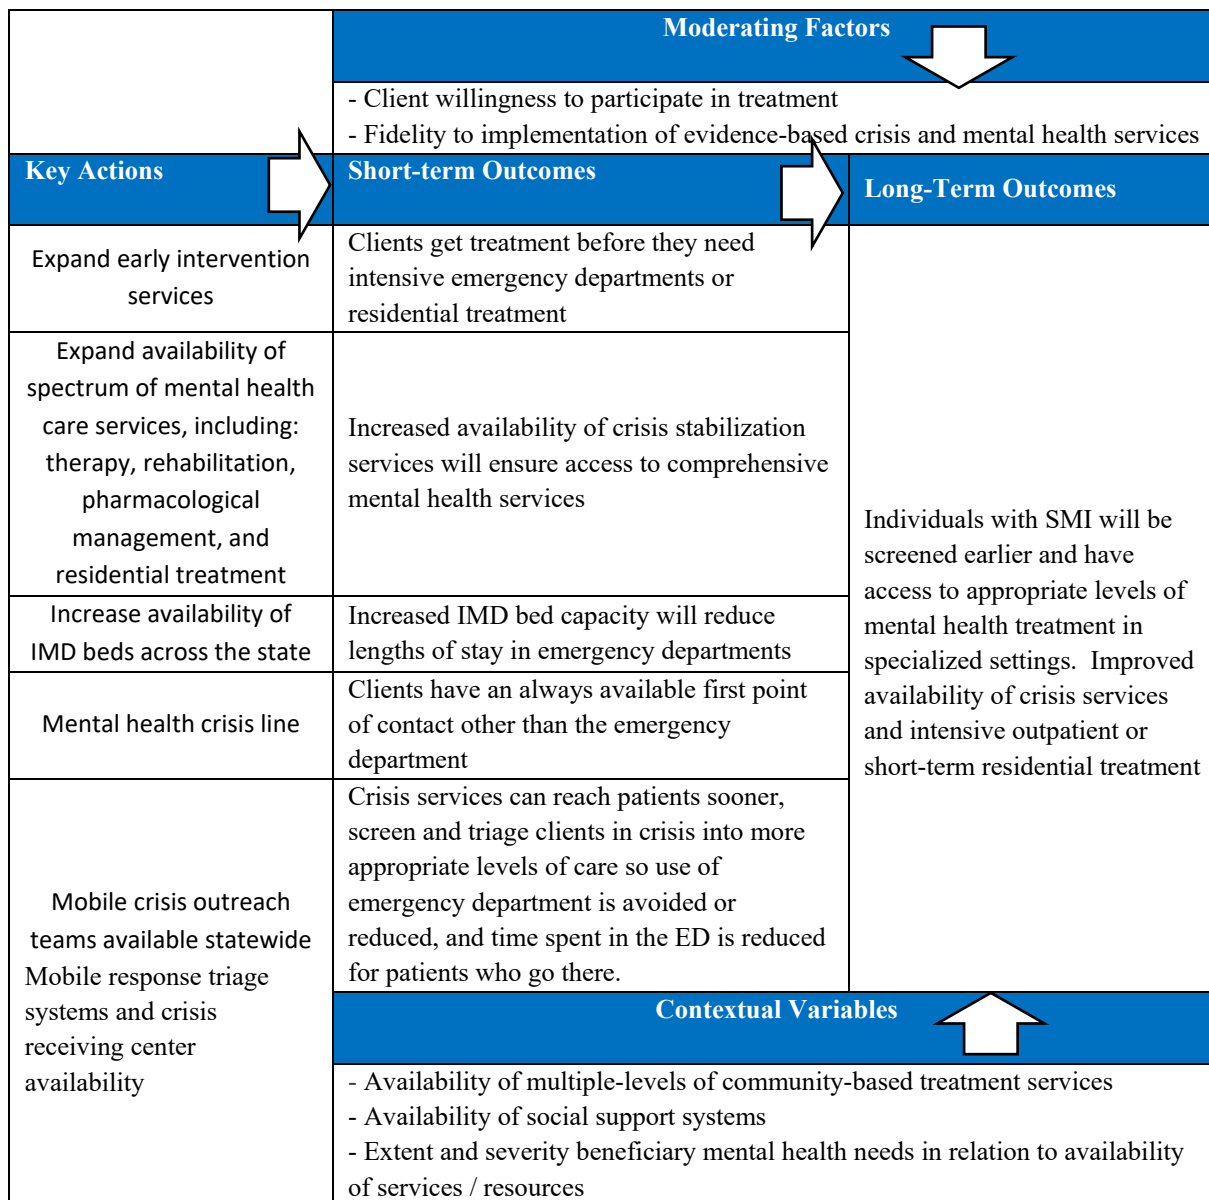 Moderating Factors
- Client willingness to participate in treatment
- Fidelity to implementation of evidence-based crisis and mental health services
Key Actions
Short-term Outcomes
Long-Term Outcomes
Expand early intervention
services
Clients get treatment before they need
intensive emergency departments or
residential treatment
Expand availability of
spectrum of mental health
care services, including:
therapy, rehabilitation,
pharmacological
management, and
residential treatment
Increased availability of crisis stabilization
services will ensure access to comprehensive
mental health services
Increase availability of
IMD beds across the state
Increased IMD bed capacity will reduce
lengths of stay in emergency departments
Mental health crisis line
Clients have an always available first point
of contact other than the emergency
department
Mobile crisis outreach
teams available statewide
Mobile response triage
systems and crisis
receiving center
availability
Crisis services can reach patients sooner,
screen and triage clients in crisis into more
appropriate levels of care so use of
emergency department is avoided or
reduced, and time spent in the ED is reduced
for patients who go there.
Individuals with SMI will be
screened earlier and have
access to appropriate levels of
mental health treatment in
specialized settings.  Improved
availability of crisis services
and intensive outpatient or
short-term residential treatment
Contextual Variables
- Availability of multiple-levels of community-based treatment services
- Availability of social support systems
- Extent and severity beneficiary mental health needs in relation to availability
of services / resources